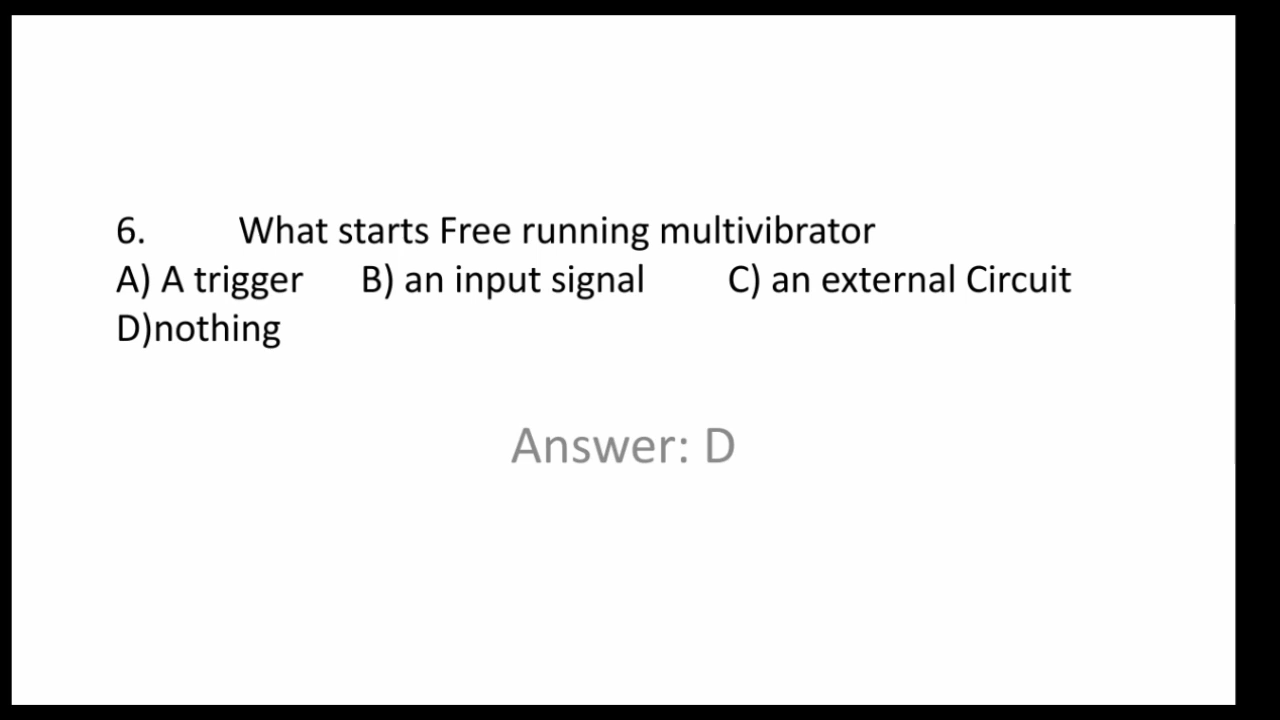 6. What starts Free running multivibrator
A) A trigger B) an input signal C) an external Circuit
D)nothing
Answer: D